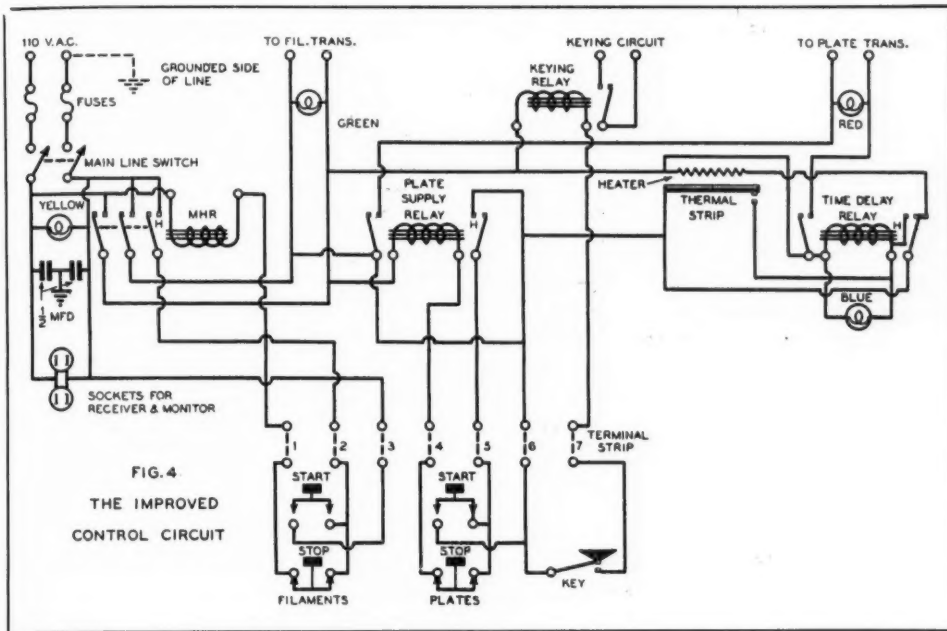 110 V.A.C.
GROUNDED SIDE
OF LINE
FUSES
MAIN LINE SWITCH
YELLOW
1/2 MFD
SOCKETS FOR
RECEIVER & MONITOR
H
MHR
TO FIL. TRANS.
GREEN
PLATE
SUPPLY
RELAY
H
KEYING CIRCUIT
KEYING
RELAY
TO PLATE TRANS.
RED
HEATER
THERMAL
STRIP
TIME DELAY
RELAY
H
BLUE
1 2 3 4 5 6 7
TERMINAL
STRIP
START
STOP
FILAMENTS
START
STOP
PLATES
KEY
FIG. 4
THE IMPROVED
CONTROL CIRCUIT